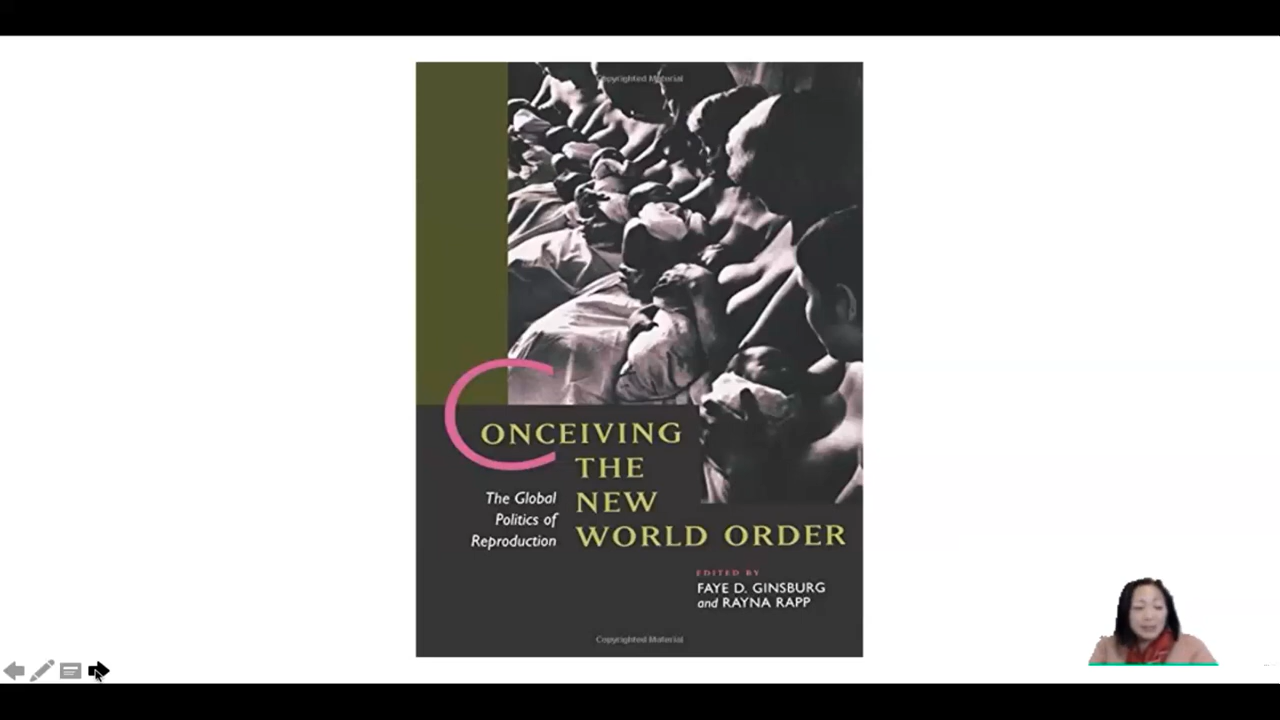 Copyrighted Material
CONCEIVING
THE
NEW
WORLD ORDER
The Global
Politics of
Reproduction
EDITED BY
FAYE D. GINSBURG
and RAYNA RAPP
Copyrighted Material